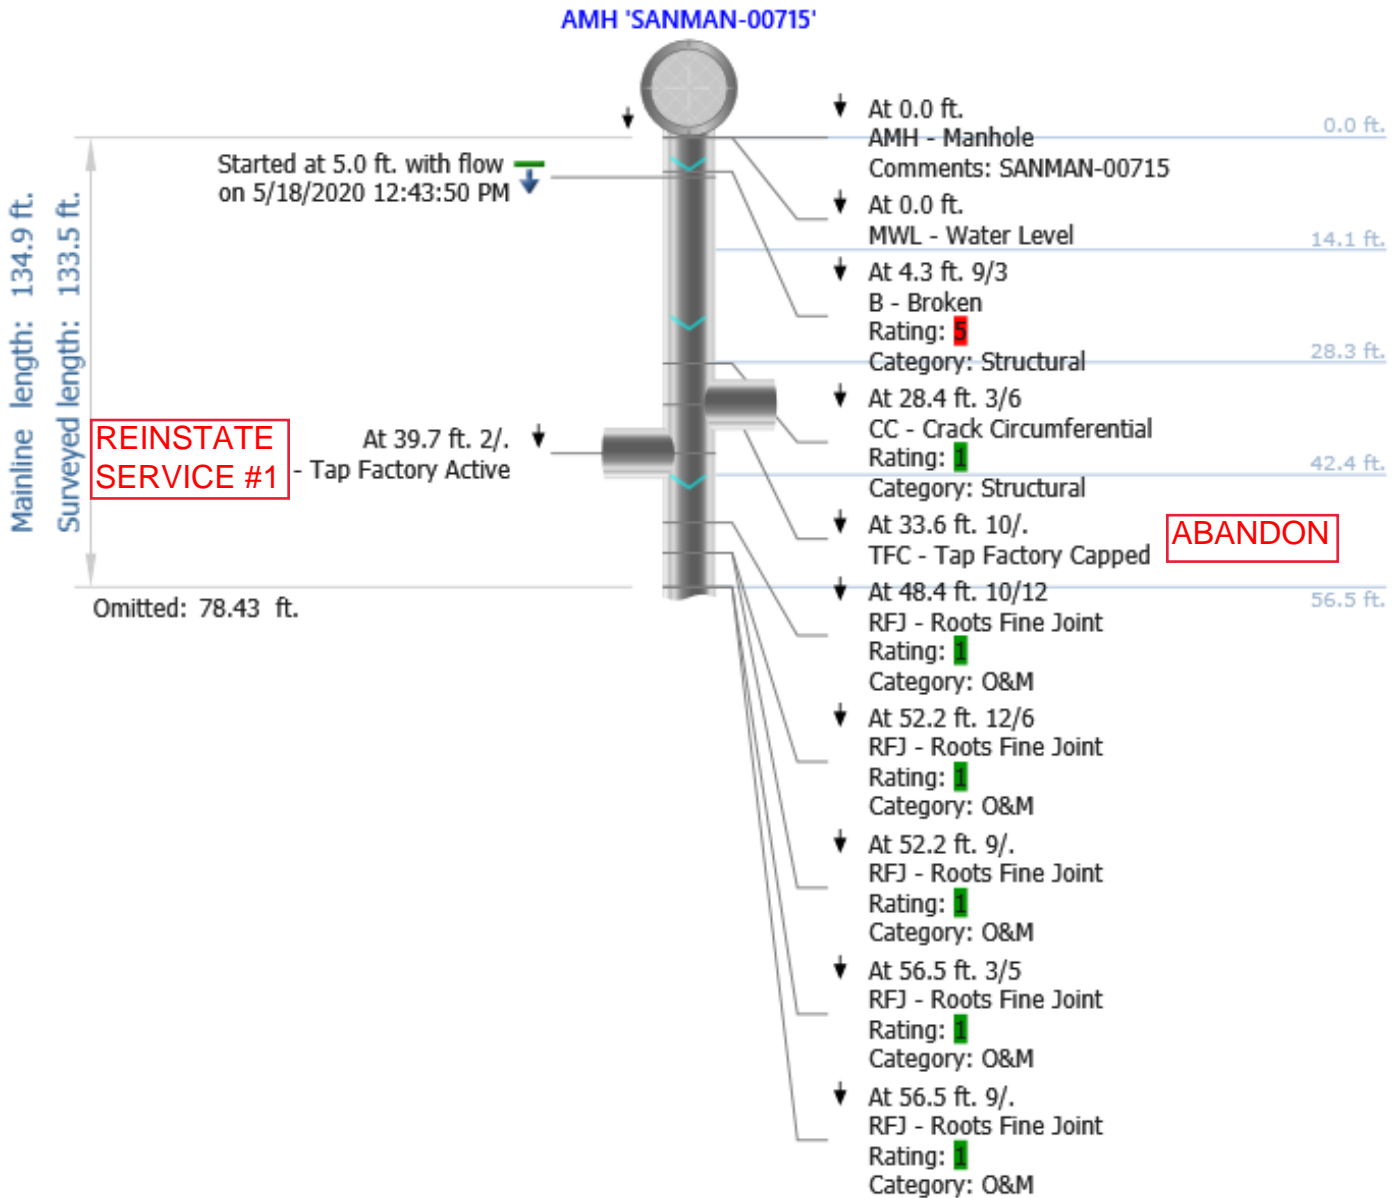 AMH 'SANMAN-00715'
Mainline length: 134.9 ft.
Surveyed length: 133.5 ft.
Started at 5.0 ft. with flow
on 5/18/2020 12:43:50 PM
REINSTATE
SERVICE #1
At 39.7 ft. 2/.
- Tap Factory Active
Omitted: 78.43 ft.
At 0.0 ft.
AMH - Manhole
Comments: SANMAN-00715
At 0.0 ft.
MWL - Water Level
At 4.3 ft. 9/3
B - Broken
Rating: 5
Category: Structural
At 28.4 ft. 3/6
CC - Crack Circumferential
Rating: 1
Category: Structural
At 33.6 ft. 10/.
TFC - Tap Factory Capped
ABANDON
At 48.4 ft. 10/12
RFJ - Roots Fine Joint
Rating: 1
Category: O&M
At 52.2 ft. 12/6
RFJ - Roots Fine Joint
Rating: 1
Category: O&M
At 52.2 ft. 9/.
RFJ - Roots Fine Joint
Rating: 1
Category: O&M
At 56.5 ft. 3/5
RFJ - Roots Fine Joint
Rating: 1
Category: O&M
At 56.5 ft. 9/.
RFJ - Roots Fine Joint
Rating: 1
Category: O&M
0.0 ft.
14.1 ft.
28.3 ft.
42.4 ft.
56.5 ft.